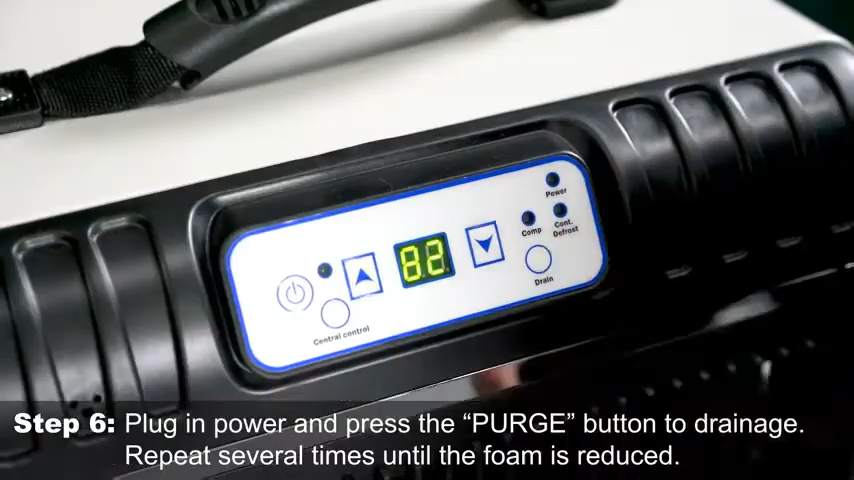 Power
Comp
Cont.
Defrost
82
Drain
Central control
Step 6: Plug in power and press the “PURGE” button to drainage.
Repeat several times until the foam is reduced.